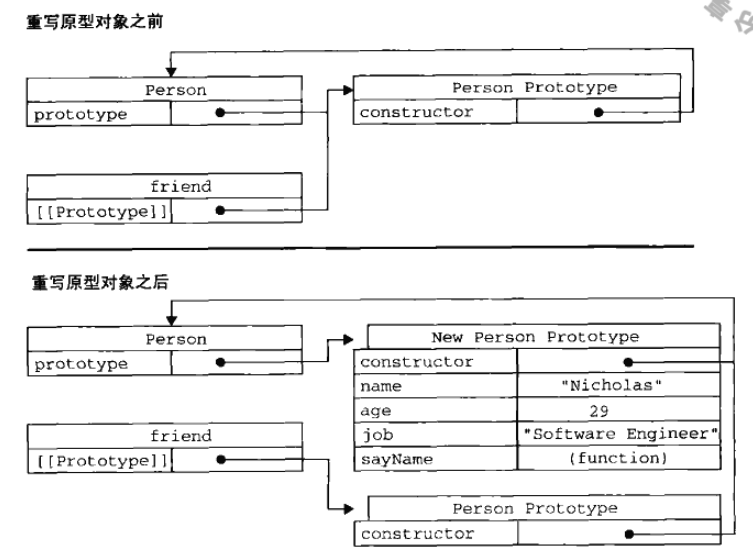 重写原型对象之前
Person
prototype
Person Prototype
constructor
friend
[[Prototype]]
重写原型对象之后
Person
prototype
New Person Prototype
constructor
name "Nicholas"
age 29
job "Software Engineer"
sayName (function)
friend
[[Prototype]]
Person Prototype
constructor